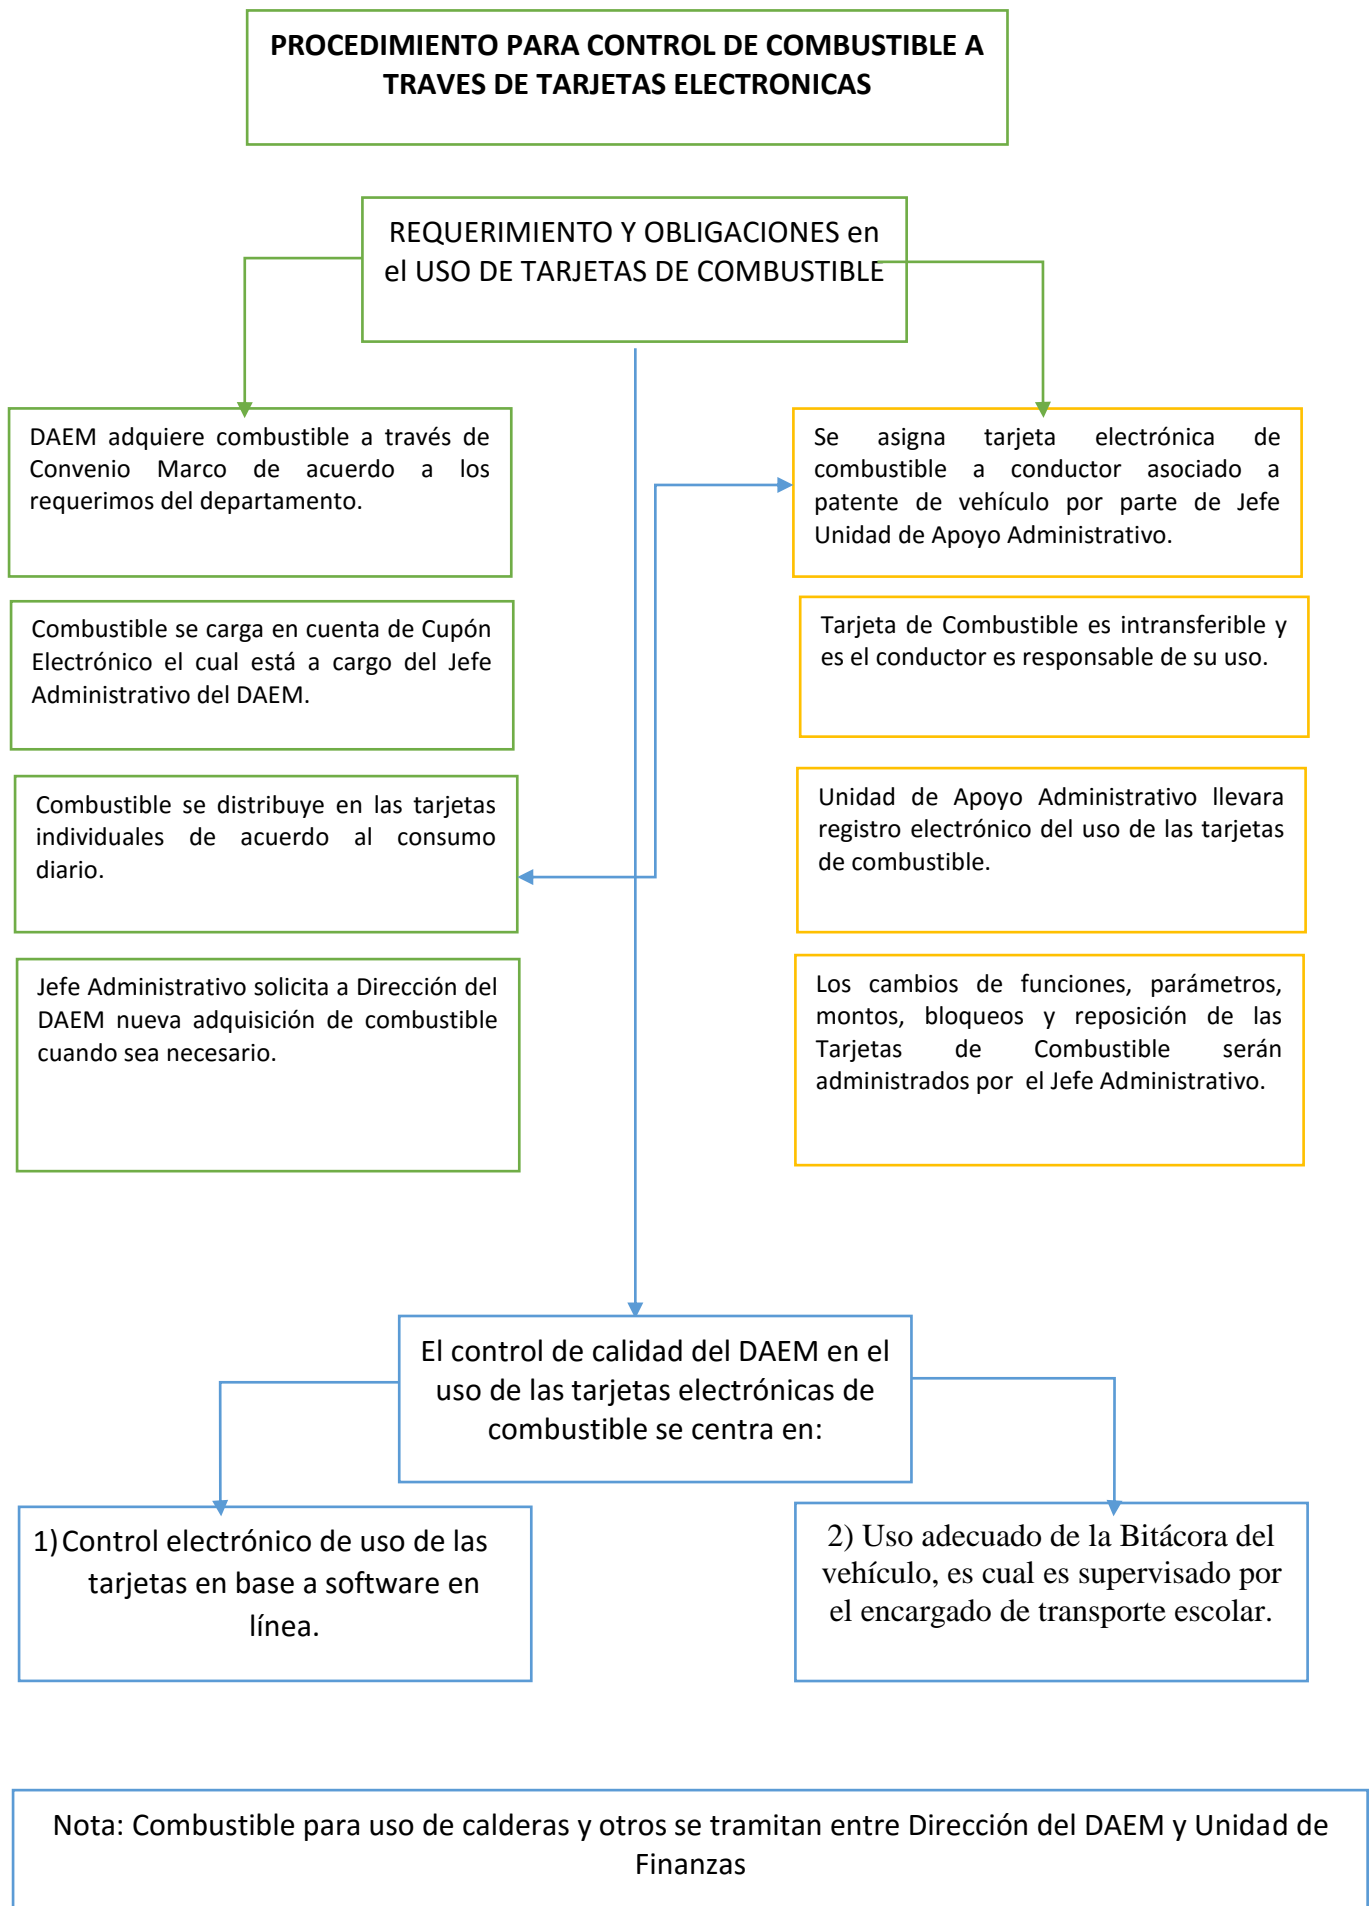 PROCEDIMIENTO PARA CONTROL DE COMBUSTIBLE A
TRAVES DE TARJETAS ELECTRONICAS
REQUERIMIENTO Y OBLIGACIONES en
el USO DE TARJETAS DE COMBUSTIBLE
DAEM adquiere combustible a través de
Convenio Marco de acuerdo a los
requerimos del departamento.
Combustible se carga en cuenta de Cupón
Electrónico el cual está a cargo del Jefe
Administrativo del DAEM.
Combustible se distribuye en las tarjetas
individuales de acuerdo al consumo
diario.
Jefe Administrativo solicita a Dirección del
DAEM nueva adquisición de combustible
cuando sea necesario.
Se asigna tarjeta electrónica de
combustible a conductor asociado a
patente de vehículo por parte de Jefe
Unidad de Apoyo Administrativo.
Tarjeta de Combustible es intransferible y
es el conductor es responsable de su uso.
Unidad de Apoyo Administrativo llevara
registro electrónico del uso de las tarjetas
de combustible.
Los cambios de funciones, parámetros,
montos, bloqueos y reposición de las
Tarjetas de Combustible serán
administrados por el Jefe Administrativo.
El control de calidad del DAEM en el
uso de las tarjetas electrónicas de
combustible se centra en:
1) Control electrónico de uso de las
tarjetas en base a software en
línea.
2) Uso adecuado de la Bitácora del
vehículo, es cual es supervisado por
el encargado de transporte escolar.
Nota: Combustible para uso de calderas y otros se tramitan entre Dirección del DAEM y Unidad de
Finanzas